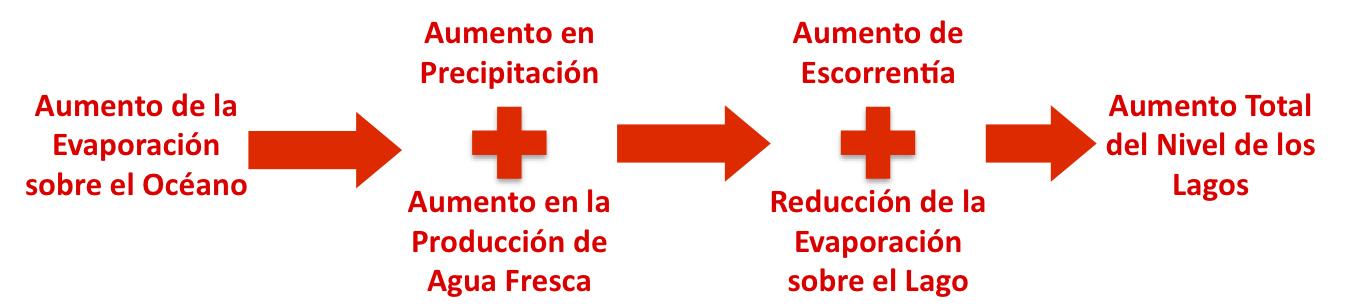 Aumento de la
Evaporación
sobre el Océano
Aumento en
Precipitación
Aumento en la
Producción de
Agua Fresca
Aumento de
Escorrentía
Reducción de la
Evaporación
sobre el Lago
Aumento Total
del Nivel de los
Lagos